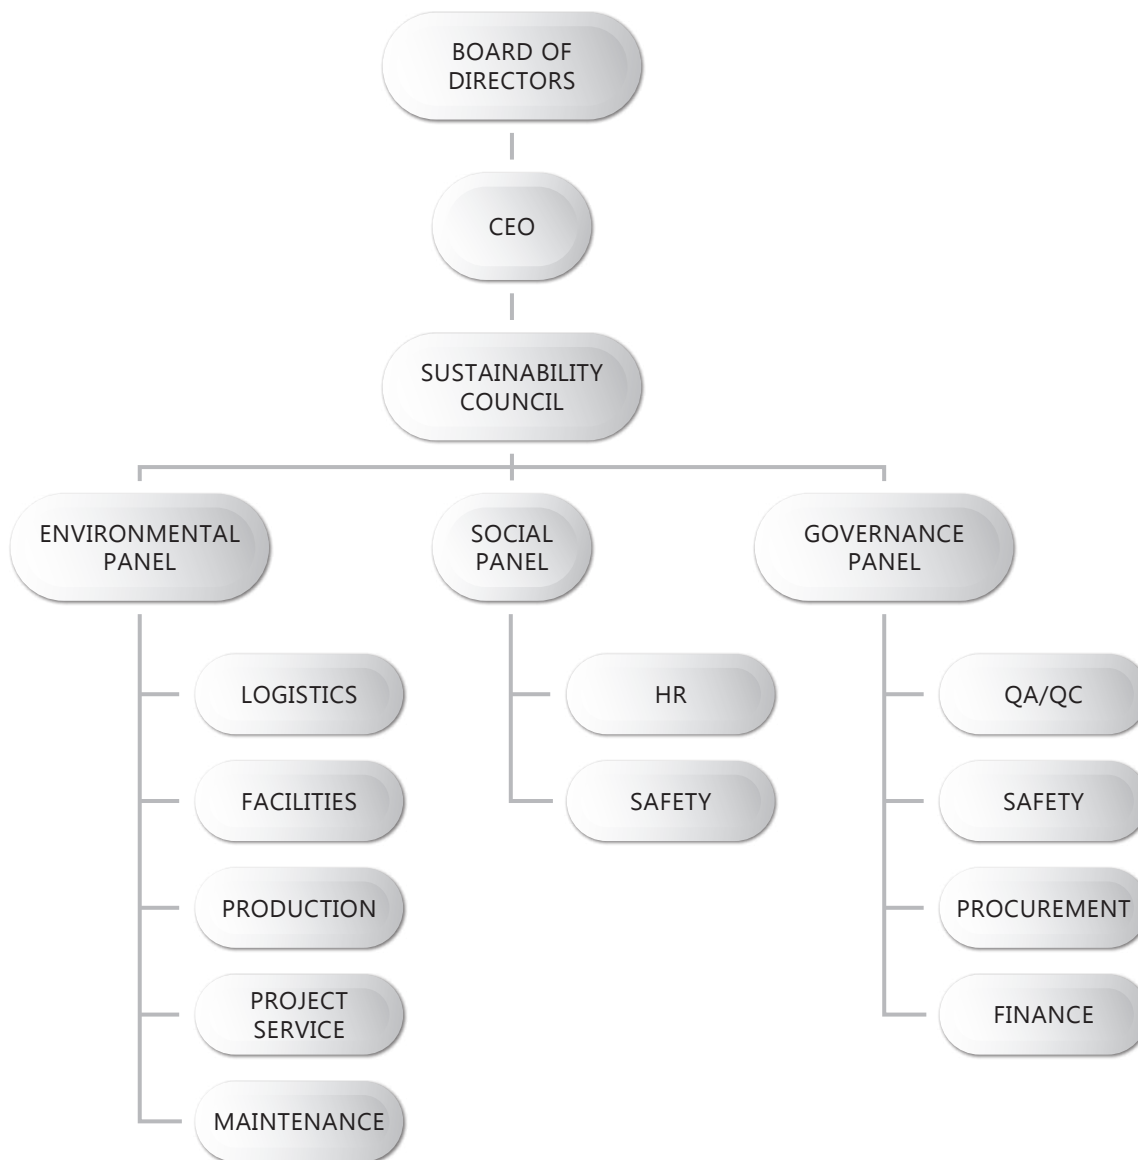 BOARD OF
DIRECTORS
CEO
SUSTAINABILITY
COUNCIL
ENVIRONMENTAL
PANEL
SOCIAL
PANEL
GOVERNANCE
PANEL
LOGISTICS
FACILITIES
PRODUCTION
PROJECT
SERVICE
MAINTENANCE
HR
SAFETY
QA/QC
SAFETY
PROCUREMENT
FINANCE